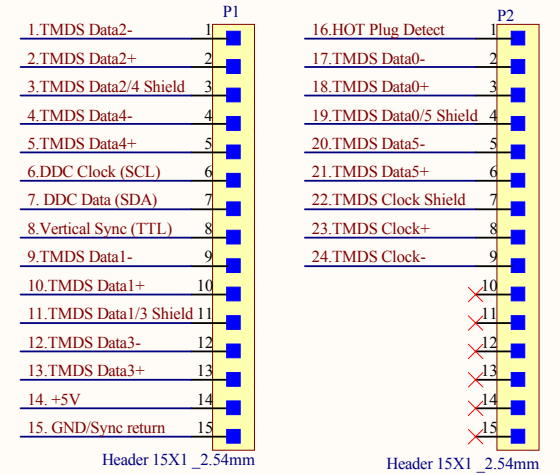 P1
1.TMDS Data2- 1
2.TMDS Data2+ 2
3.TMDS Data2/4 Shield 3
4.TMDS Data4- 4
5.TMDS Data4+ 5
6.DDC Clock (SCL) 6
7. DDC Data (SDA) 7
8.Vertical Sync (TTL) 8
9.TMDS Data1- 9
10.TMDS Data1+ 10
11.TMDS Data1/3 Shield 11
12.TMDS Data3- 12
13.TMDS Data3+ 13
14. +5V 14
15. GND/Sync return 15
Header 15X1 _2.54mm
P2
16.HOT Plug Detect 1
17.TMDS Data0- 2
18.TMDS Data0+ 3
19.TMDS Data0/5 Shield 4
20.TMDS Data5- 5
21.TMDS Data5+ 6
22.TMDS Clock Shield 7
23.TMDS Clock+ 8
24.TMDS Clock- 9
10
11
12
13
14
15
Header 15X1 _2.54mm